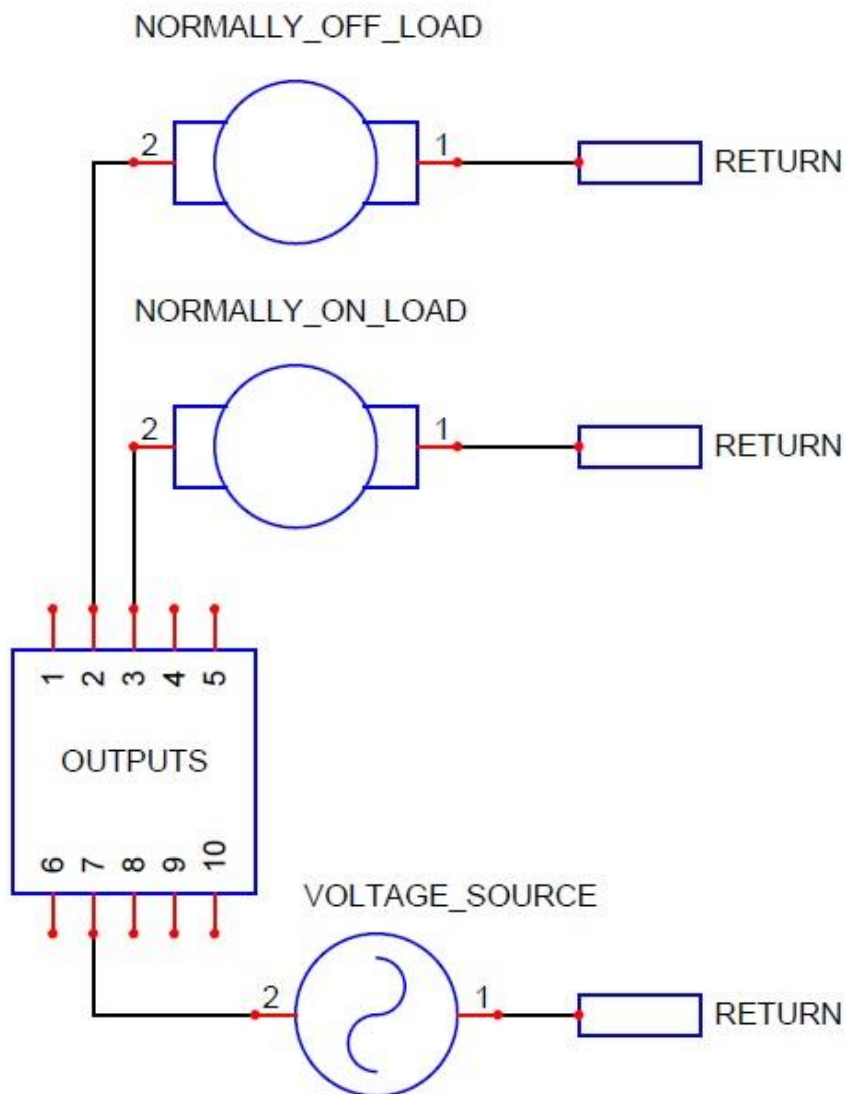 NORMALLY_OFF_LOAD
2 1 RETURN
NORMALLY_ON_LOAD
2 1 RETURN
1 2 3 4 5
OUTPUTS
6 7 8 9 10
VOLTAGE_SOURCE
2 1 RETURN